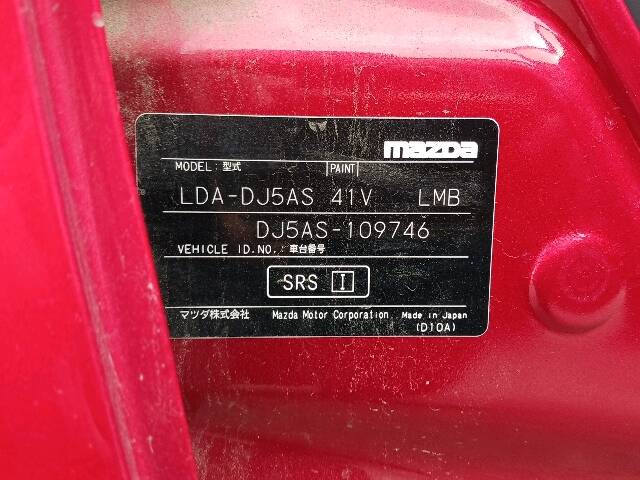 mazda
MODEL: 型式 PAINT
LDA-DJ5AS 41V LMB
DJ5AS-109746
VEHICLE ID.NO.: 車台番号
SRS I
マツダ株式会社 Mazda Motor Corporation Made in Japan
(D10A)